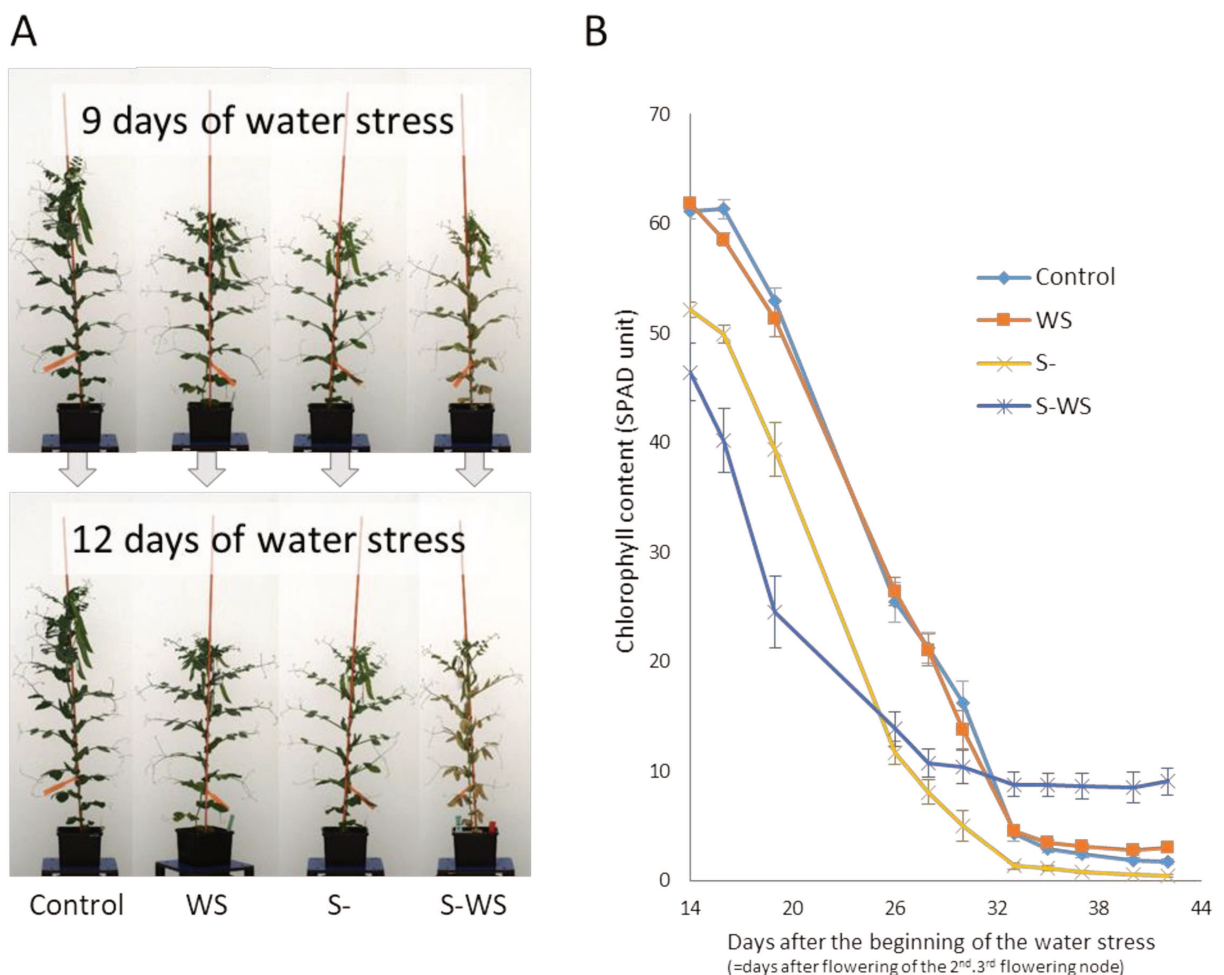 A
9 days of water stress
12 days of water stress
Control
WS
S-
S-WS
B
Chlorophyll content (SPAD unit)
70
60
50
40
30
20
10
0
14
20
26
32
38
44
Control
WS
S-
S-WS
Days after the beginning of the water stress
(=days after flowering of the 2nd.3rd flowering node)